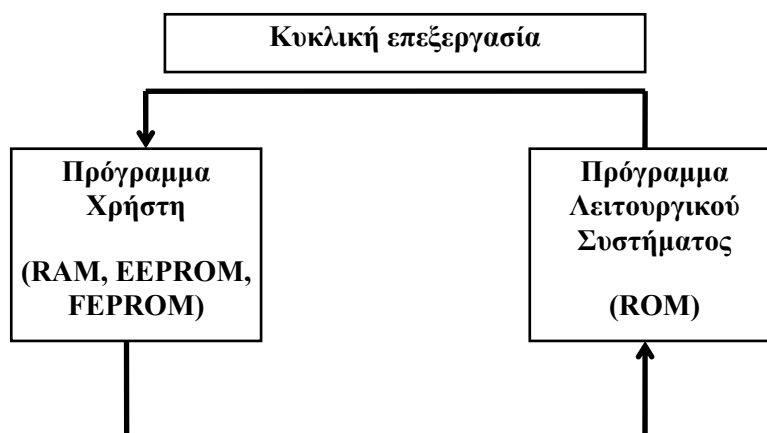 Κυκλική επεξεργασία
Πρόγραμμα
Χρήστη
(RAM, EEPROM,
FEPROM)
Πρόγραμμα
Λειτουργικού
Συστήματος
(ROM)